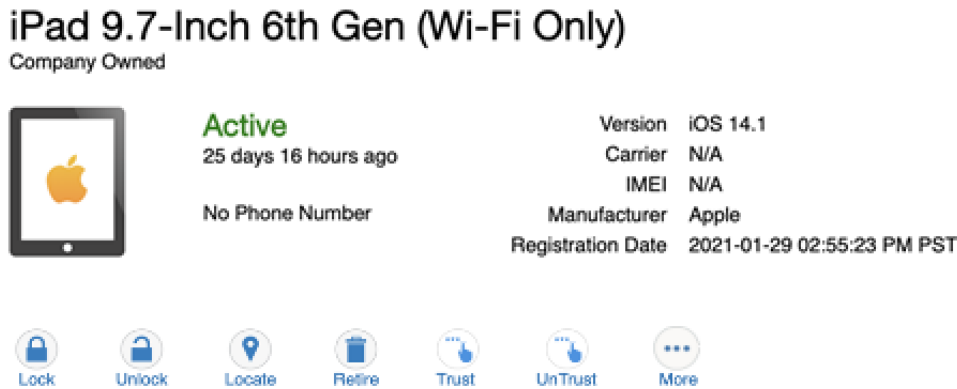 iPad 9.7-Inch 6th Gen (Wi-Fi Only)
Company Owned
Active
25 days 16 hours ago
No Phone Number
Version iOS 14.1
Carrier N/A
IMEI N/A
Manufacturer Apple
Registration Date 2021-01-29 02:55:23 PM PST
Lock Unlock Locate Retire Trust UnTrust More